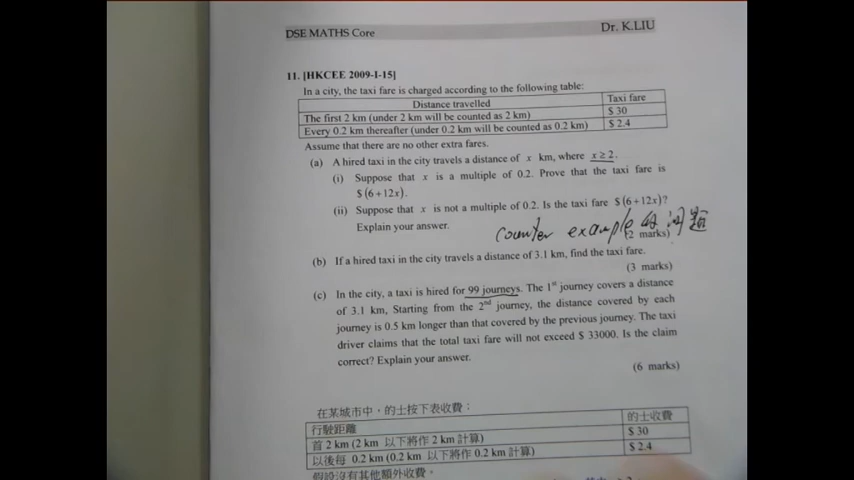 DSE MATHS Core
Dr. K.LIU
11. [HKCEE 2009-I-15]
In a city, the taxi fare is charged according to the following table:
Distance travelled Taxi fare
The first 2 km (under 2 km will be counted as 2 km) $ 30
Every 0.2 km thereafter (under 0.2 km will be counted as 0.2 km) $ 2.4
Assume that there are no other extra fares.
(a) A hired taxi in the city travels a distance of x km, where x ≥ 2.
(i) Suppose that x is a multiple of 0.2. Prove that the taxi fare is
$ (6+12x).
(ii) Suppose that x is not a multiple of 0.2. Is the taxi fare $ (6+12x)?
Explain your answer.
counter example 的问題
(2 marks)
(b) If a hired taxi in the city travels a distance of 3.1 km, find the taxi fare.
(3 marks)
(c) In the city, a taxi is hired for 99 journeys. The 1st journey covers a distance
of 3.1 km, Starting from the 2nd journey, the distance covered by each
journey is 0.5 km longer than that covered by the previous journey. The taxi
driver claims that the total taxi fare will not exceed $ 33000. Is the claim
correct? Explain your answer.
(6 marks)
在某城市中，的士按下表收費：
行駛距離 的士收費
首 2 km (2 km 以下將作 2 km 計算) $ 30
以後每 0.2 km (0.2 km 以下將作 0.2 km 計算) $ 2.4
假設沒有其他額外收費。